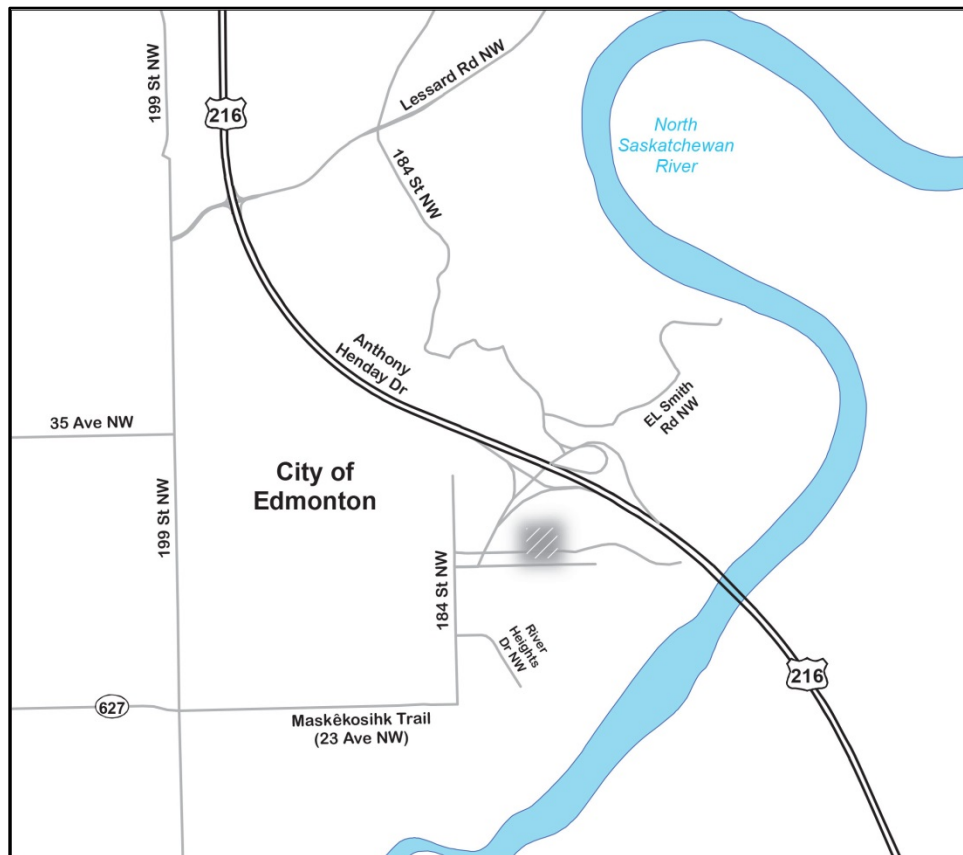 199 St NW
216
Lessard Rd NW
North
Saskatchewan
River
184 St NW
Anthony
Henday Dr
EL Smith
Rd NW
35 Ave NW
City of
Edmonton
199 St NW
184 St NW
River
Heights
Dr NW
216
627
Maskêkosihk Trail
(23 Ave NW)